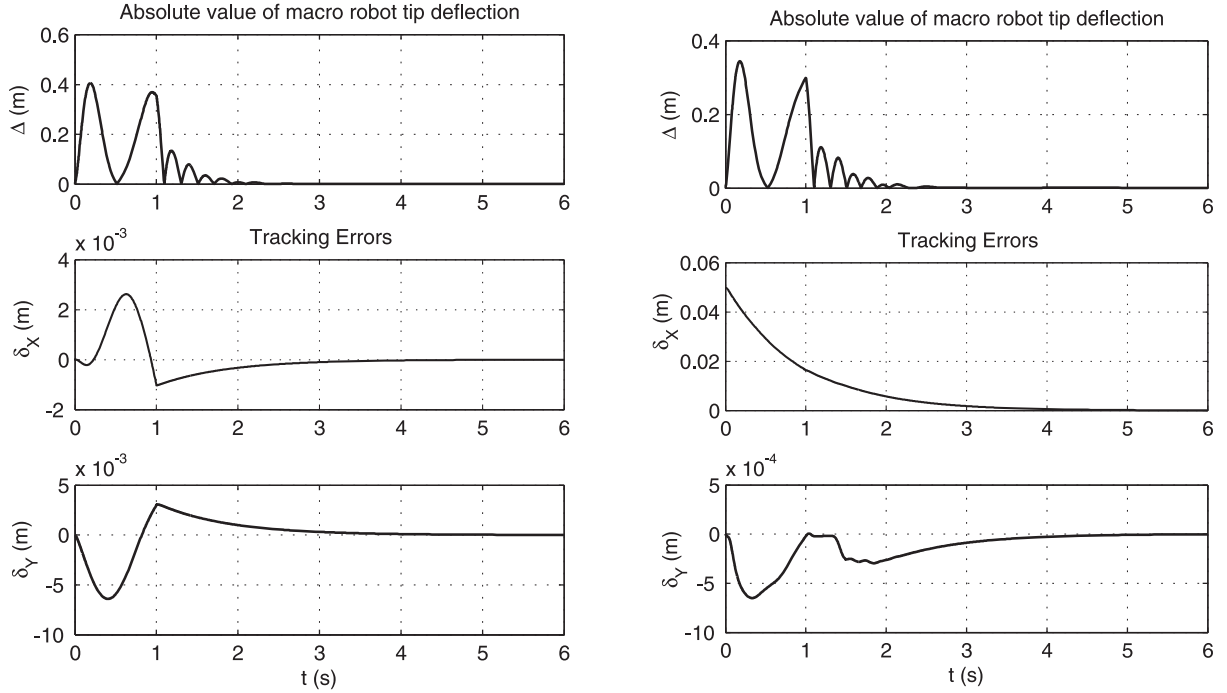 Absolute value of macro robot tip deflection
0.6
0.4
0.2
0
Δ (m)
0 1 2 3 4 5 6
Tracking Errors
x 10⁻³
4
2
0
-2
δX (m)
0 1 2 3 4 5 6
x 10⁻³
5
0
-5
-10
δY (m)
0 1 2 3 4 5 6
t (s)
Absolute value of macro robot tip deflection
0.4
0.2
0
Δ (m)
0 1 2 3 4 5 6
Tracking Errors
0.06
0.04
0.02
0
δX (m)
0 1 2 3 4 5 6
x 10⁻⁴
5
0
-5
-10
δY (m)
0 1 2 3 4 5 6
t (s)